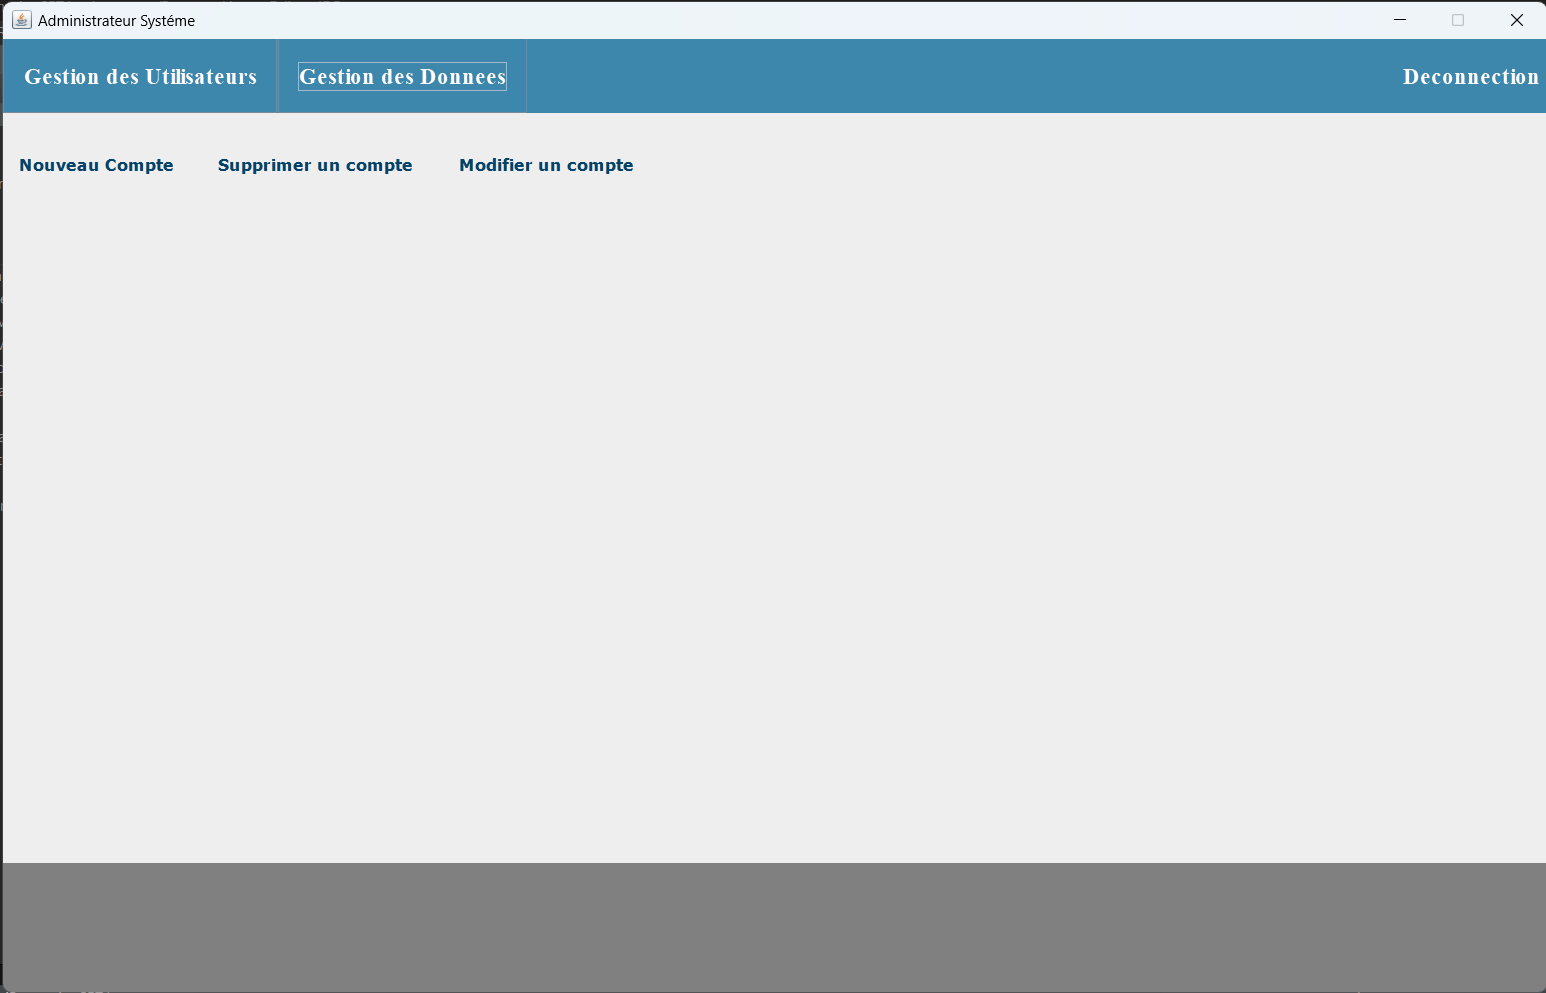 Administrateur Systéme
Gestion des Utilisateurs Gestion des Donnees Deconnection
Nouveau Compte Supprimer un compte Modifier un compte